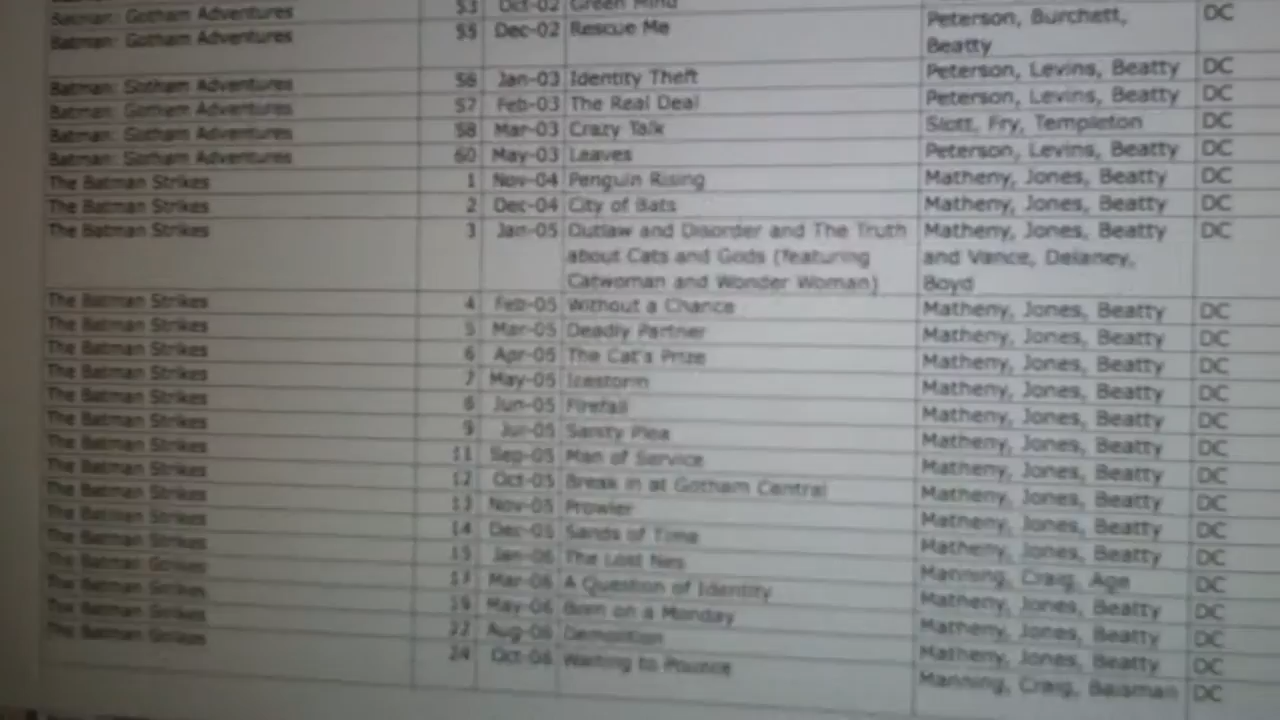 Batman: Gotham Adventures 53 Oct-02 Green Mind DC
Batman: Gotham Adventures 55 Dec-02 Rescue Me Peterson, Burchett,
Beatty
Batman: Gotham Adventures 56 Jan-03 Identity Theft Peterson, Levins, Beatty DC
Batman: Gotham Adventures 57 Feb-03 The Real Deal Peterson, Levins, Beatty DC
Batman: Gotham Adventures 58 Mar-03 Crazy Talk Slott, Fry, Templeton DC
Batman: Gotham Adventures 60 May-03 Leaves Peterson, Levins, Beatty DC
The Batman Strikes 1 Nov-04 Penguin Rising Matheny, Jones, Beatty DC
The Batman Strikes 2 Dec-04 City of Bats Matheny, Jones, Beatty DC
The Batman Strikes 3 Jan-05 Outlaw and Disorder and The Truth Matheny, Jones, Beatty DC
about Cats and Gods (featuring and Vance, Delaney,
Catwoman and Wonder Woman) Boyd
The Batman Strikes 4 Feb-05 Without a Chance Matheny, Jones, Beatty DC
The Batman Strikes 5 Mar-05 Deadly Partner Matheny, Jones, Beatty DC
The Batman Strikes 6 Apr-05 The Cat's Prize Matheny, Jones, Beatty DC
The Batman Strikes 7 May-05 Icestorm Matheny, Jones, Beatty DC
The Batman Strikes 8 Jun-05 Firefall Matheny, Jones, Beatty DC
The Batman Strikes 9 Jul-05 Sanity Plea Matheny, Jones, Beatty DC
The Batman Strikes 11 Sep-05 Man of Service Matheny, Jones, Beatty DC
The Batman Strikes 12 Oct-05 Break in at Gotham Central Matheny, Jones, Beatty DC
The Batman Strikes 13 Nov-05 Prowler Matheny, Jones, Beatty DC
The Batman Strikes 14 Dec-05 Sands of Time Matheny, Jones, Beatty DC
The Batman Strikes 15 Jan-06 The Lost Manning, Craig, DC
The Batman Strikes 17 Mar-06 A Question of Identity Matheny, Jones, Beatty DC
The Batman Strikes 19 May-06 Born on a Monday Matheny, Jones, Beatty DC
The Batman Strikes 22 Aug-06 Demolition Matheny, Jones, Beatty DC
24 Oct-06 Waiting to Pounce Manning, Craig, Beisman DC